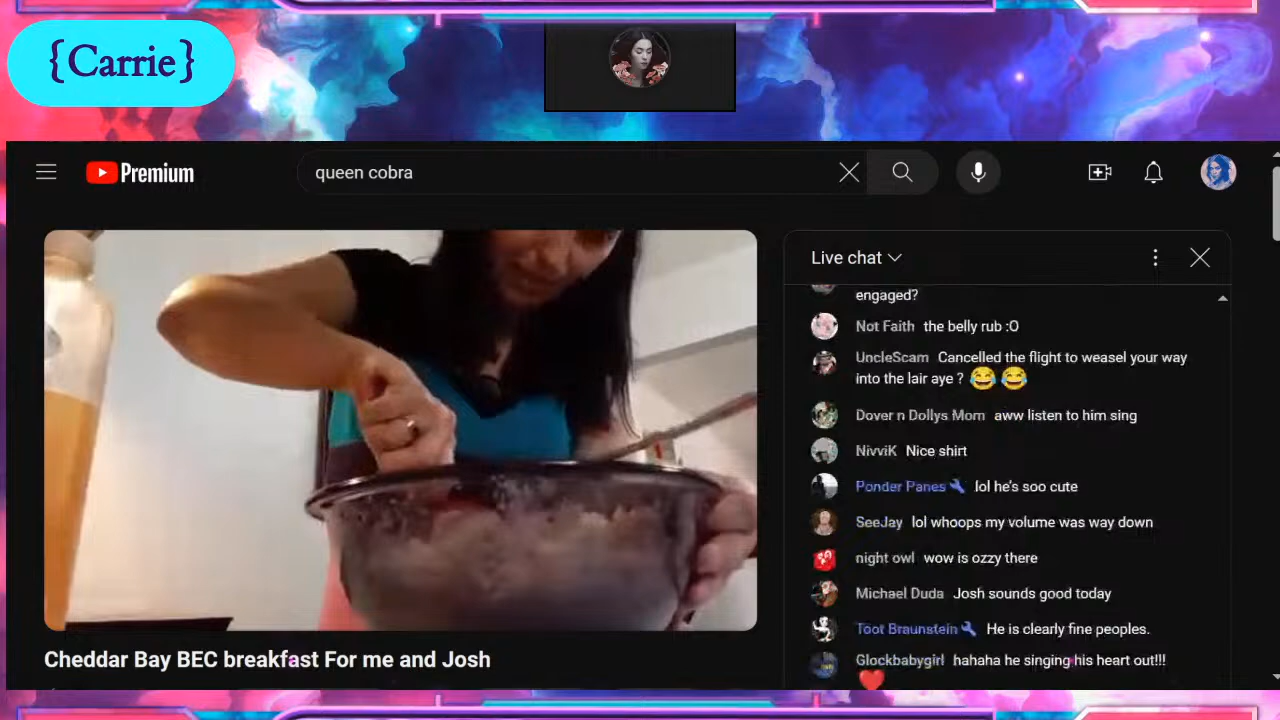 {Carrie}
Premium
queen cobra
Live chat
engaged?
Not Faith the belly rub :O
UncleScam Cancelled the flight to weasel your way
into the lair aye ? 😂 😂
Dover n Dollys Mom aww listen to him sing
NivviK Nice shirt
Ponder Panes lol he's soo cute
SeeJay lol whoops my volume was way down
night owl wow is ozzy there
Michael Duda Josh sounds good today
Toot Braunstein He is clearly fine peoples.
Glockbabygirl hahaha he singing his heart out!!!
❤️
Cheddar Bay BEC breakfast For me and Josh